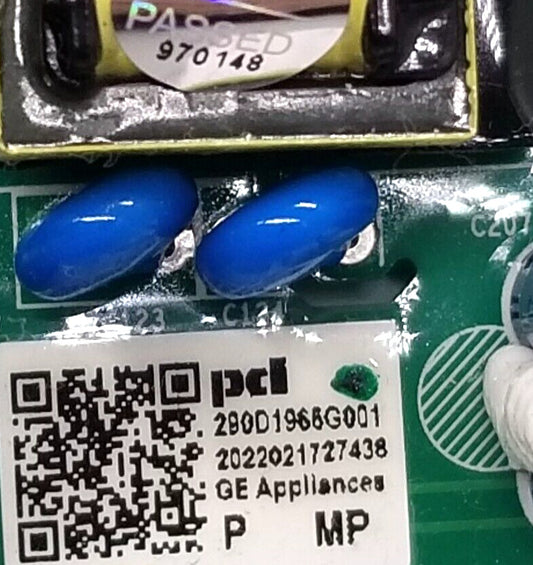 PASSED
970148
C207
23
C124
pcl
290D1966G001
2022021727438
GE Appliances
P MP